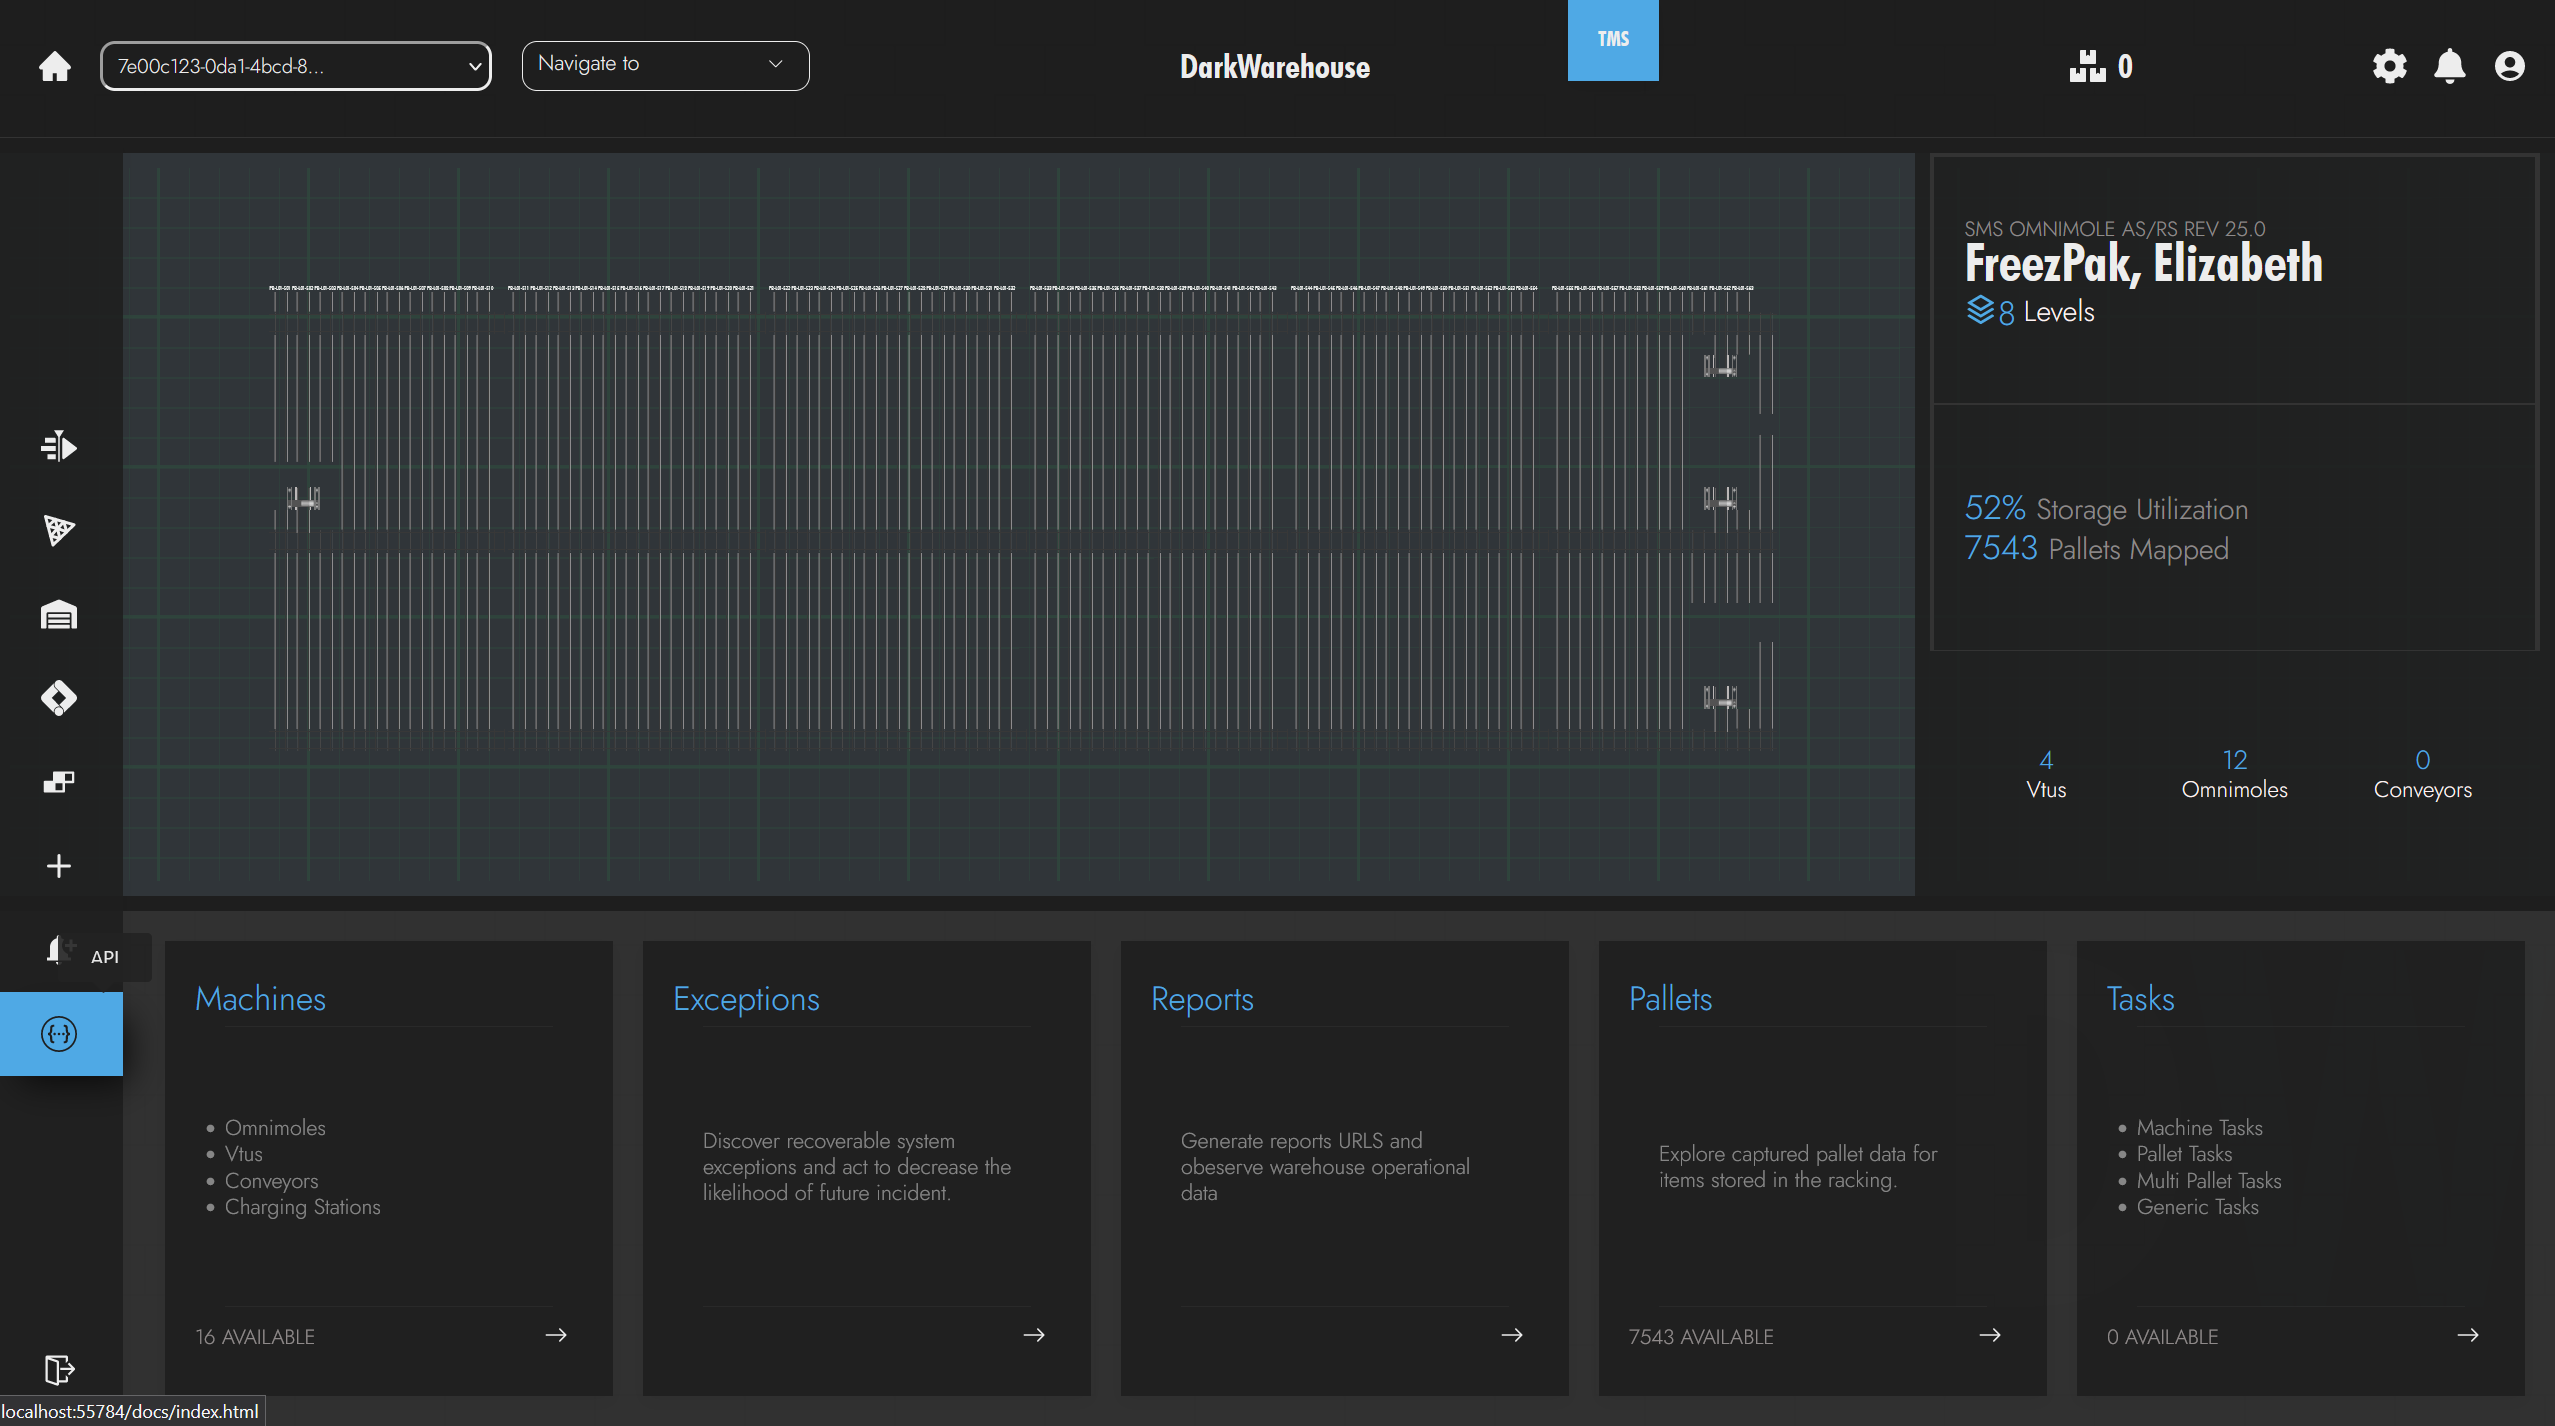 7e00c123-0da1-4bcd-8...
Navigate to
DarkWarehouse
TMS
0
SMS OMNIMOLE AS/RS REV 25.0
FreezPak, Elizabeth
8 Levels
52% Storage Utilization
7543 Pallets Mapped
4
Vtus
12
Omnimoles
0
Conveyors
API
Machines
Omnimoles
Vtus
Conveyors
Charging Stations
16 AVAILABLE
Exceptions
Discover recoverable system
exceptions and act to decrease the
likelihood of future incident.
Reports
Generate reports URLS and
obeserve warehouse operational
data
Pallets
Explore captured pallet data for
items stored in the racking.
7543 AVAILABLE
Tasks
Machine Tasks
Pallet Tasks
Multi Pallet Tasks
Generic Tasks
0 AVAILABLE
localhost:55784/docs/index.html